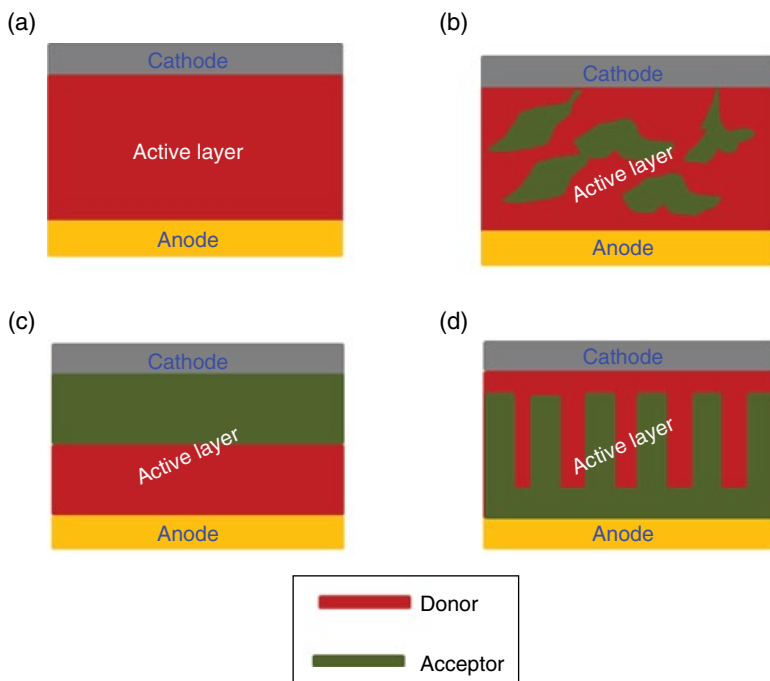 (a)
Cathode
Active layer
Anode
(b)
Cathode
Active layer
Anode
(c)
Cathode
Active layer
Anode
(d)
Cathode
Active layer
Anode
Donor
Acceptor